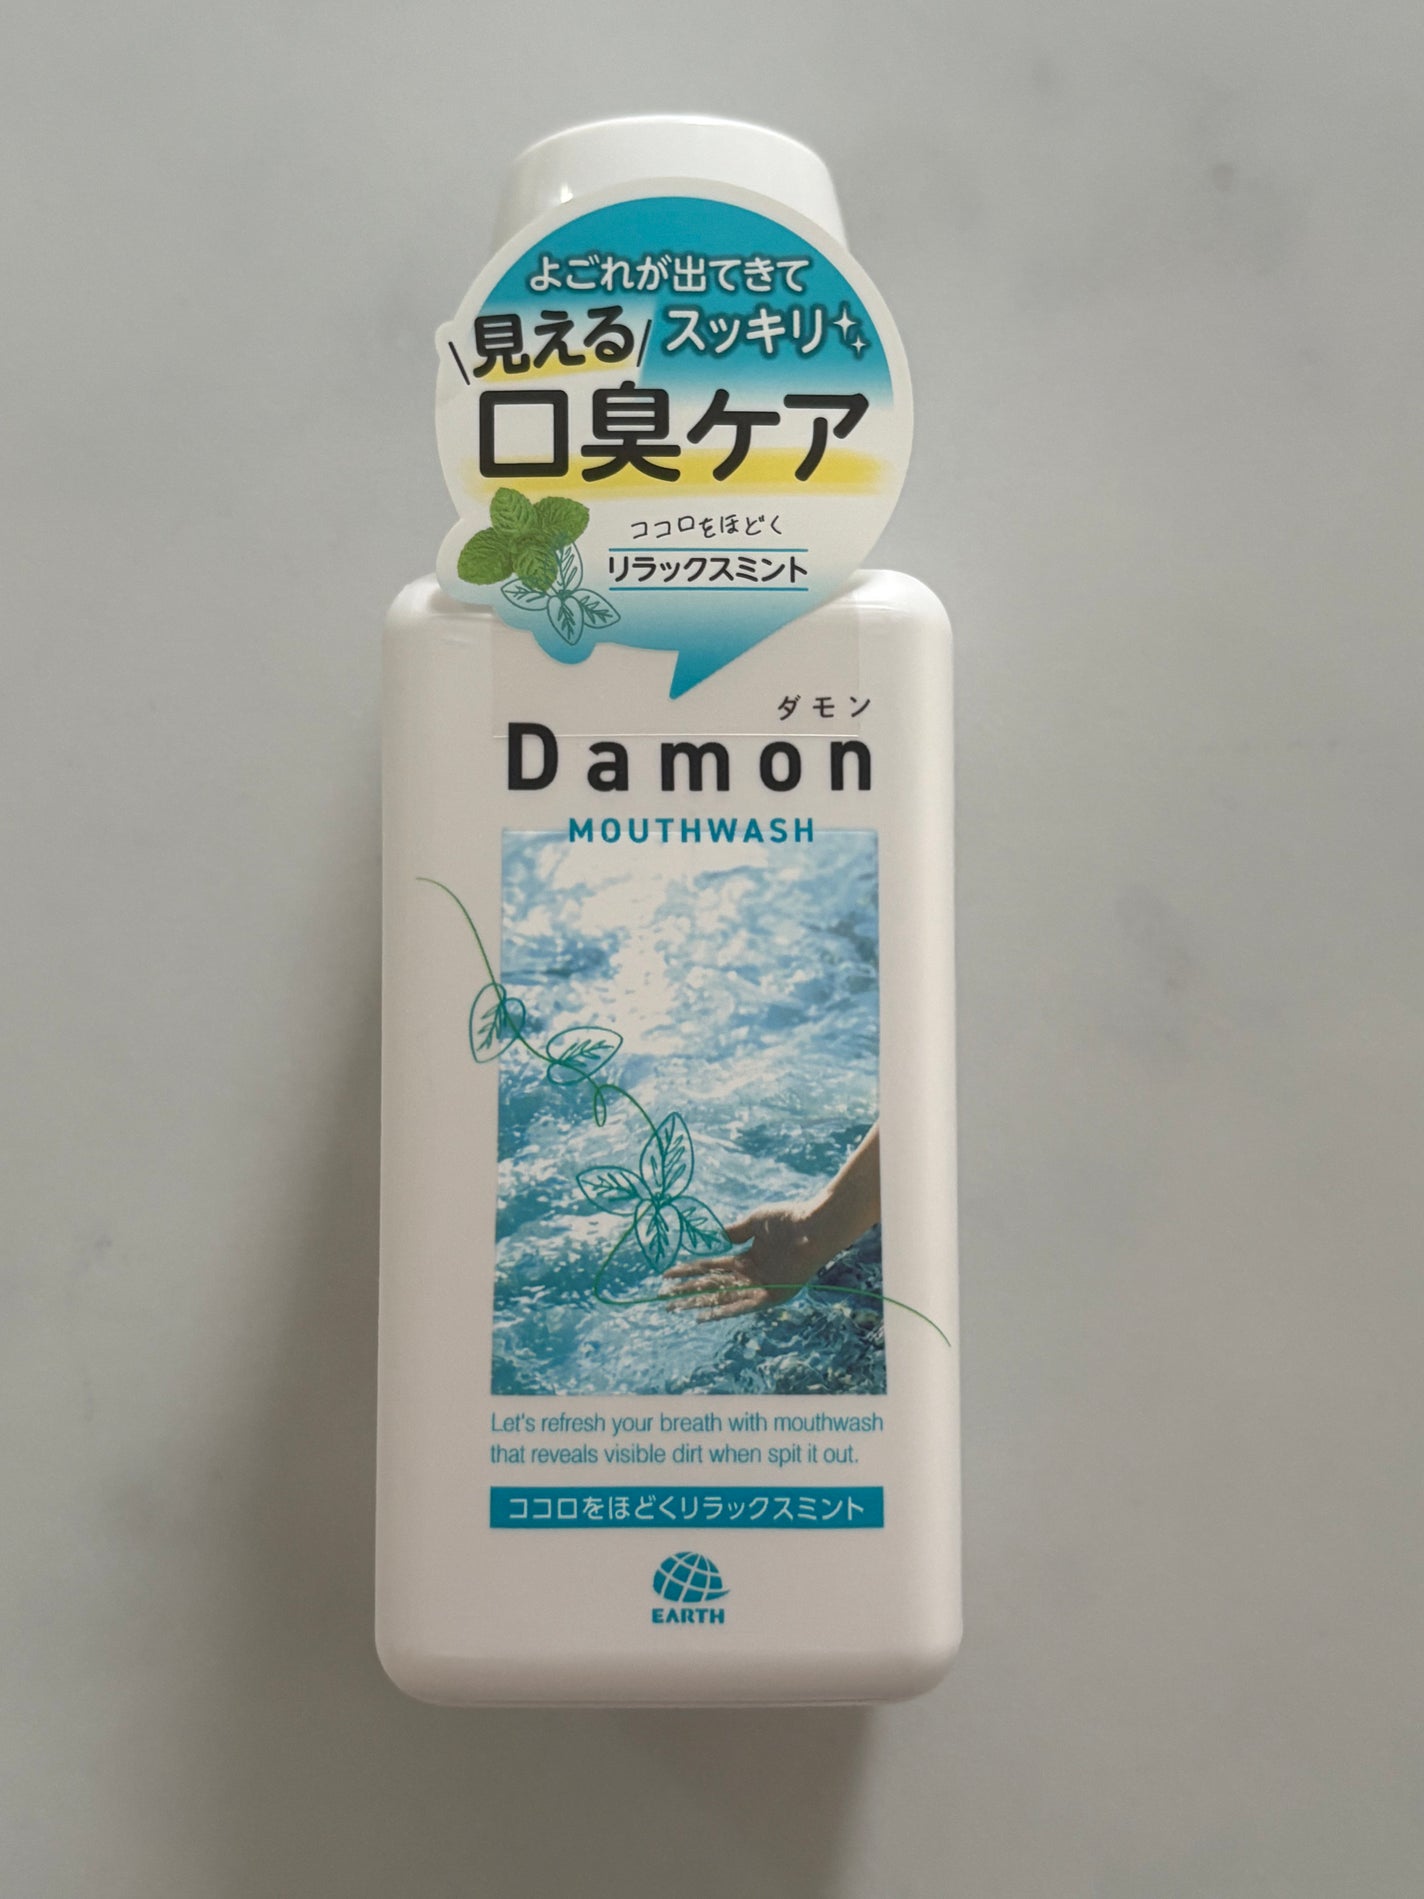 よごれが出てきて
見える スッキリ
口臭ケア
ココロをほどく
リラックスミント
ダモン
Damon
MOUTHWASH
Let's refresh your breath with mouthwash
that reveals visible dirt when spit it out.
ココロをほどくリラックスミント
EARTH